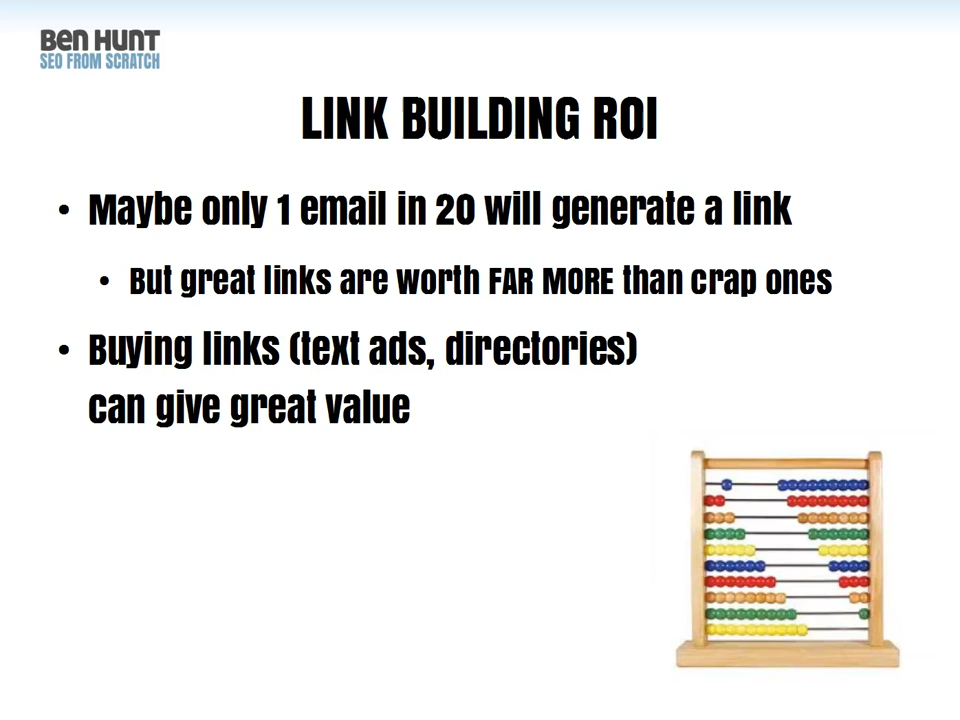 BEN HUNT
SEO FROM SCRATCH
LINK BUILDING ROI
• Maybe only 1 email in 20 will generate a link
• But great links are worth FAR MORE than crap ones
• Buying links (text ads, directories)
can give great value